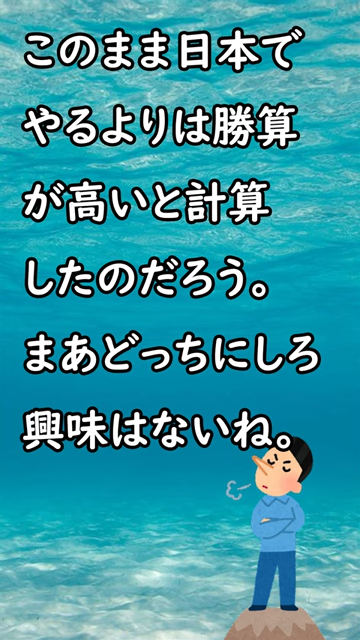 このまま日本で
やるよりは勝算
が高いと計算
したのだろう。
まあどっちにしろ
興味はないね。